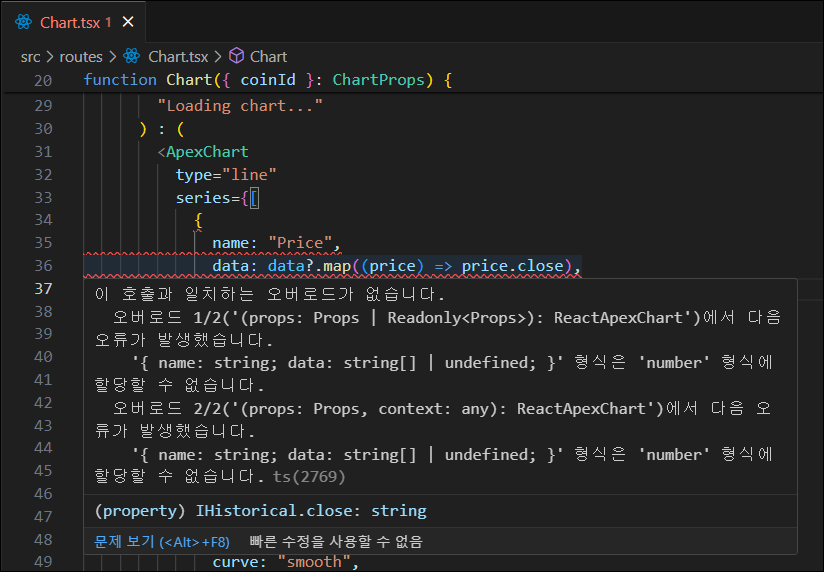 Chart.tsx 1 ×
src > routes > Chart.tsx > Chart
20 function Chart({ coinId }: ChartProps) {
29 "Loading chart..."
30 ) : (
31 <ApexChart
32 type="line"
33 series={[
34 {
35 name: "Price",
36 data: data?.map((price) => price.close),
37
38
39
40
41
42
43
44
45
46
47
48
49 curve: "smooth",
이 호출과 일치하는 오버로드가 없습니다.
오버로드 1/2('(props: Props | Readonly<Props>): ReactApexChart')에서 다음
오류가 발생했습니다.
'{ name: string; data: string[] | undefined; }' 형식은 'number' 형식에
할당할 수 없습니다.
오버로드 2/2('(props: Props, context: any): ReactApexChart')에서 다음 오
류가 발생했습니다.
'{ name: string; data: string[] | undefined; }' 형식은 'number' 형식에
할당할 수 없습니다. ts(2769)
(property) IHistorical.close: string
문제 보기 (<Alt>+F8) 빠른 수정을 사용할 수 없음